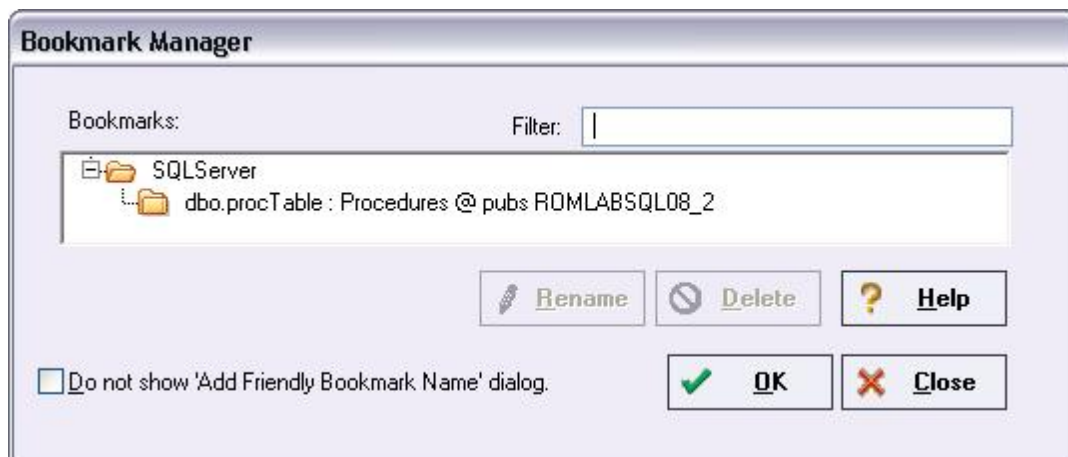 Bookmark Manager
Bookmarks:
Filter:
SQLServer
dbo.procTable : Procedures @ pubs ROMLABSQL08_2
Rename
Delete
? Help
Do not show 'Add Friendly Bookmark Name' dialog.
OK
Close